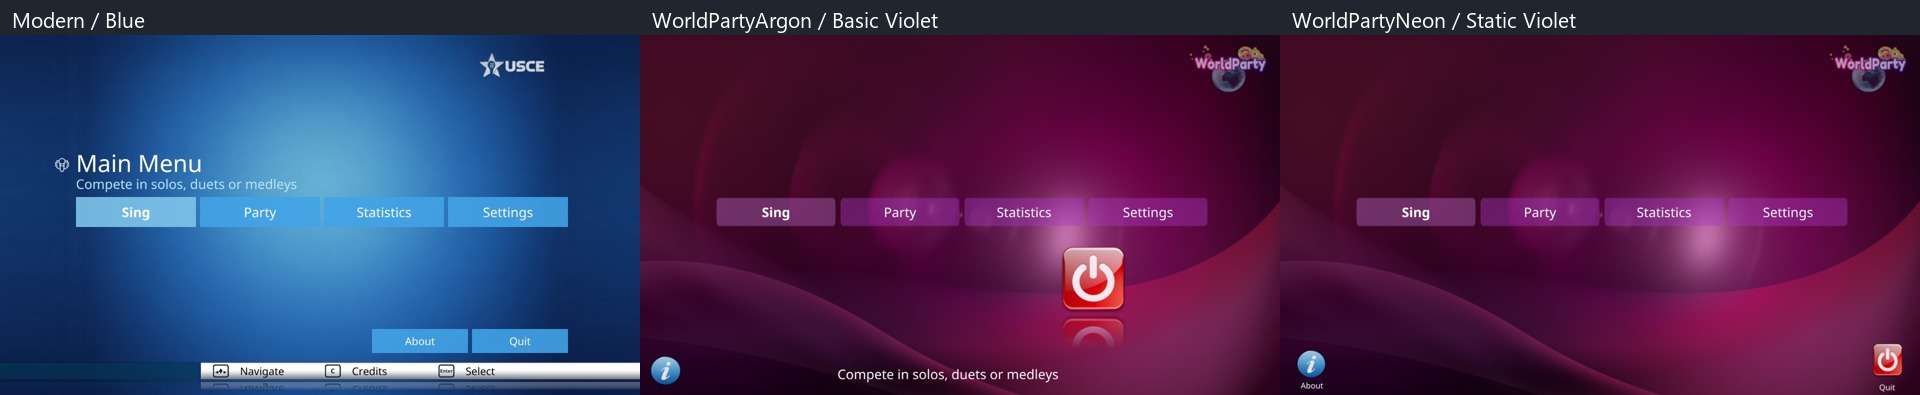 Modern / Blue
USCE
Main Menu
Compete in solos, duets or medleys
Sing
Party
Statistics
Settings
About
Quit
Navigate
C
Credits
Enter
Select
WorldPartyArgon / Basic Violet
WorldParty
Sing
Party
Statistics
Settings
i
Compete in solos, duets or medleys
WorldPartyNeon / Static Violet
WorldParty
Sing
Party
Statistics
Settings
i
About
Quit